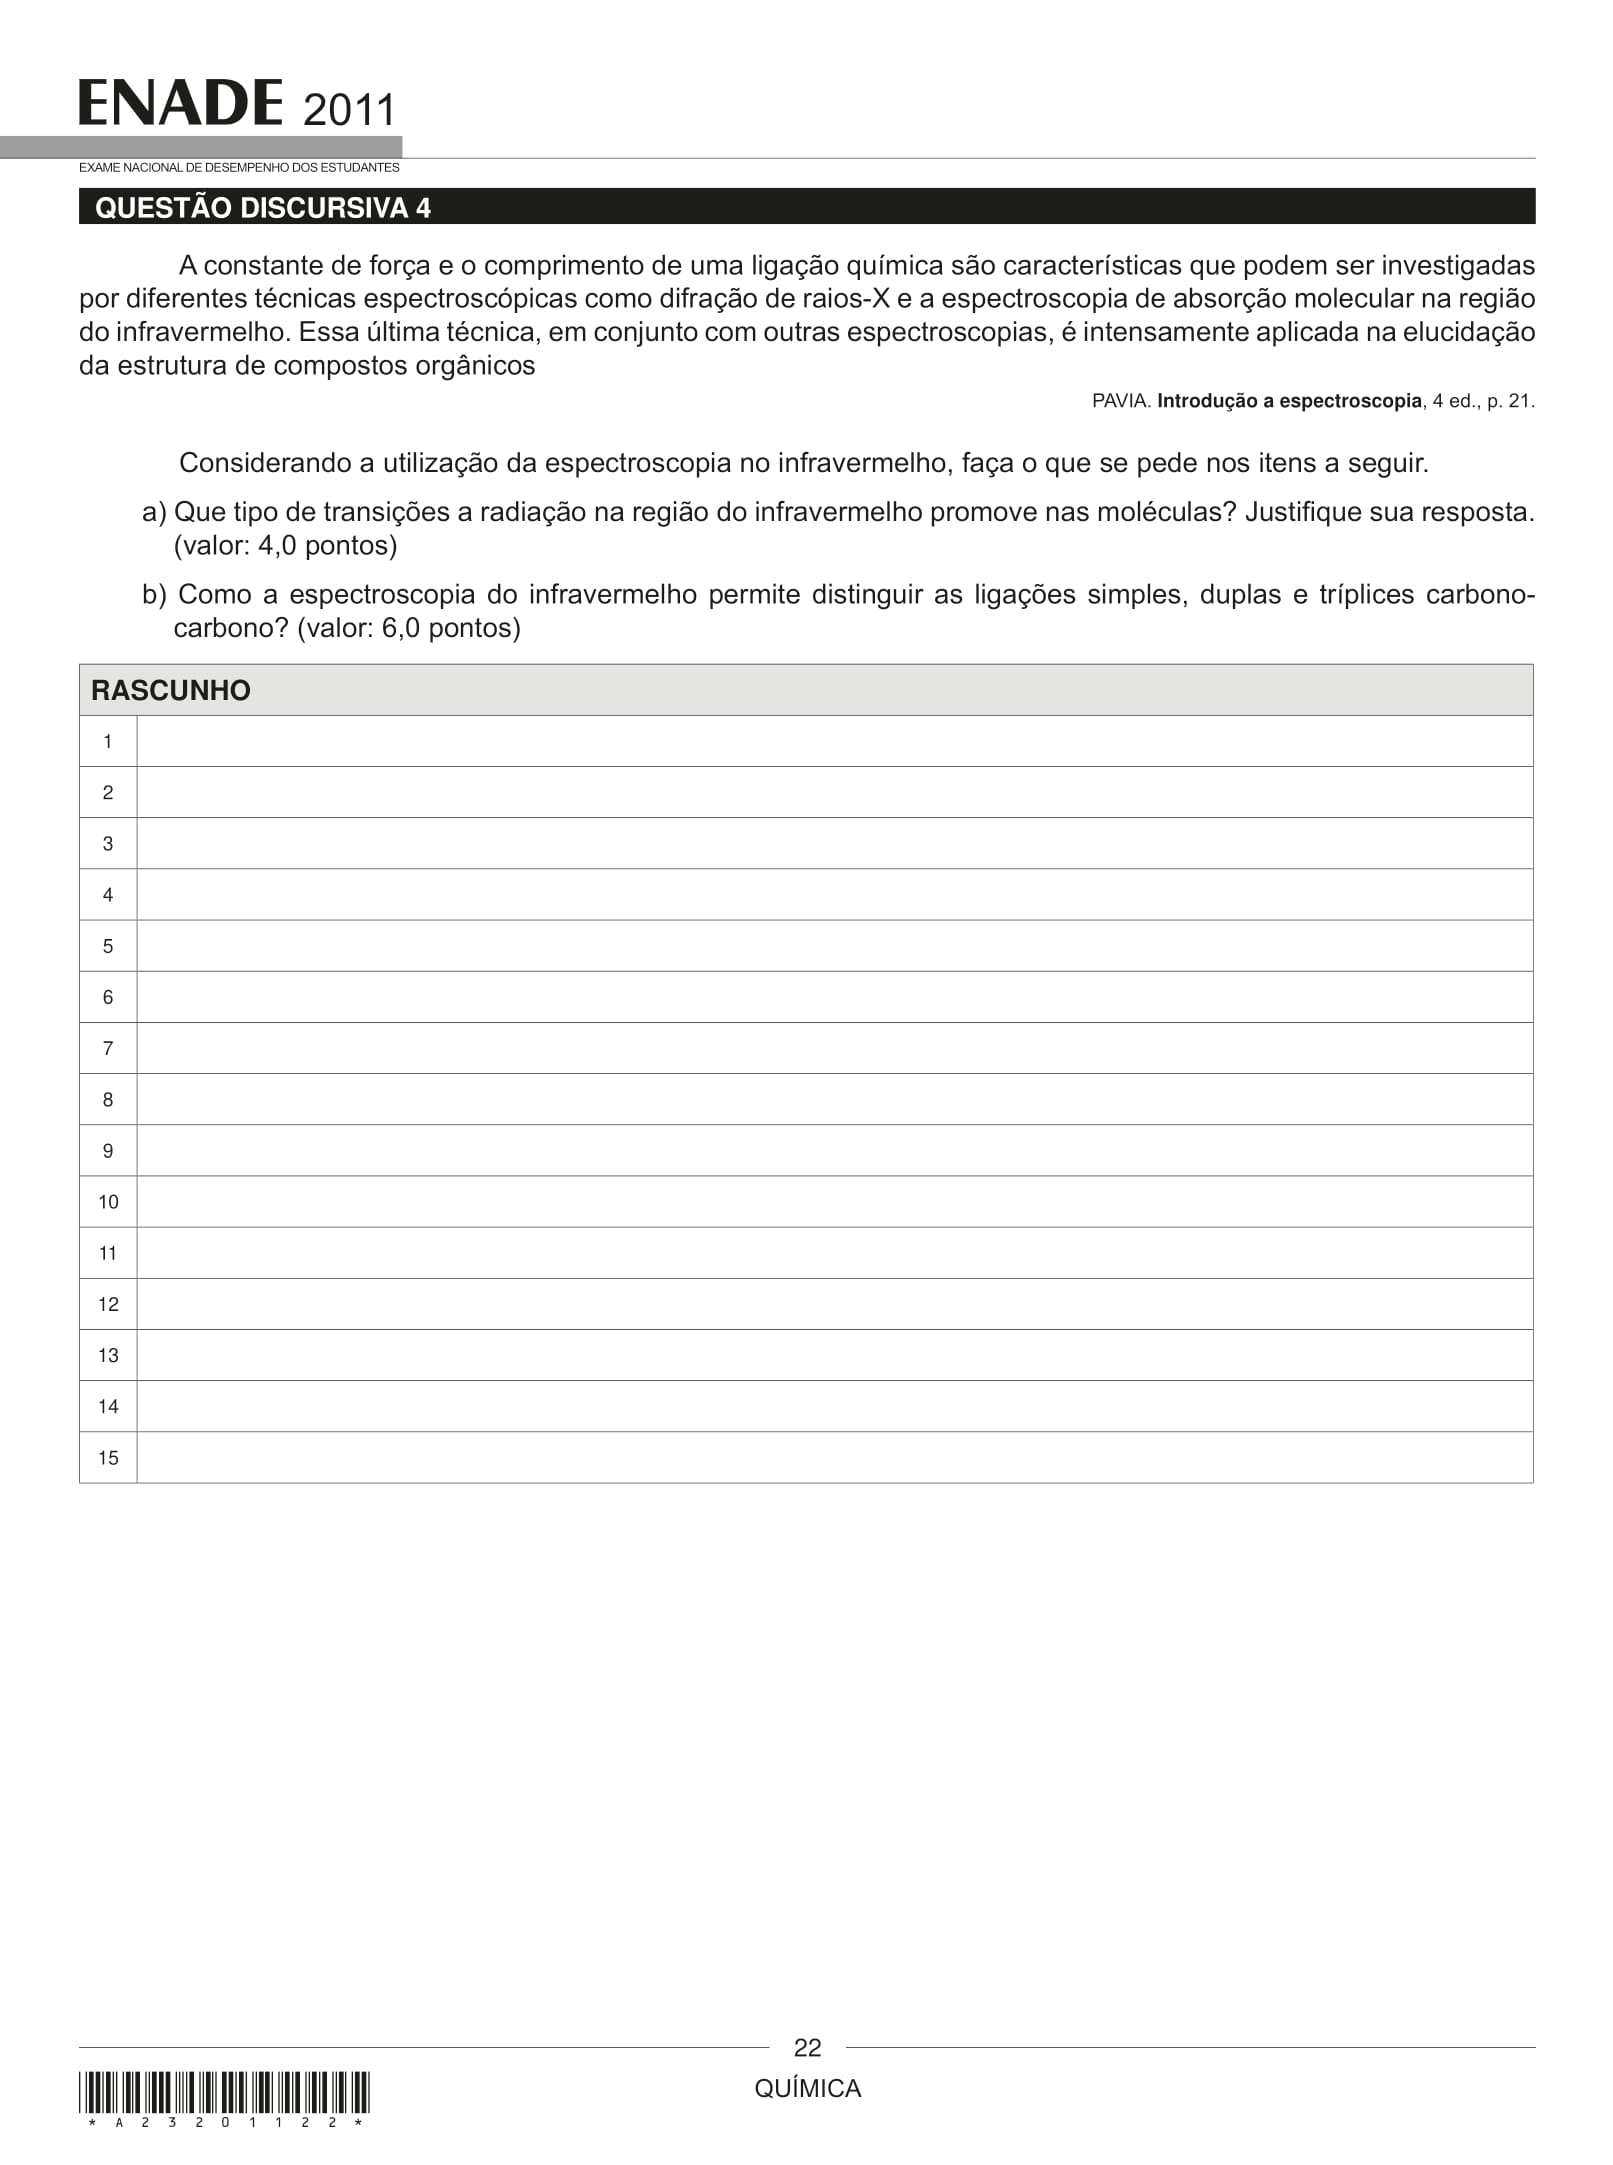 ENADE 2011
EXAME NACIONAL DE DESEMPENHO DOS ESTUDANTES
QUESTÃO DISCURSIVA 4
A constante de força e o comprimento de uma ligação química são características que podem ser investigadas
por diferentes técnicas espectroscópicas como difração de raios-X e a espectroscopia de absorção molecular na região
do infravermelho. Essa última técnica, em conjunto com outras espectroscopias, é intensamente aplicada na elucidação
da estrutura de compostos orgânicos
PAVIA. Introdução a espectroscopia, 4 ed., p. 21.
Considerando a utilização da espectroscopia no infravermelho, faça o que se pede nos itens a seguir.
a) Que tipo de transições a radiação na região do infravermelho promove nas moléculas? Justifique sua resposta.
(valor: 4,0 pontos)
b) Como a espectroscopia do infravermelho permite distinguir as ligações simples, duplas e tríplices carbono-
carbono? (valor: 6,0 pontos)
RASCUNHO
1
2
3
4
5
6
7
8
9
10
11
12
13
14
15
22
QUÍMICA
* A 2 3 2 0 1 1 2 2 *